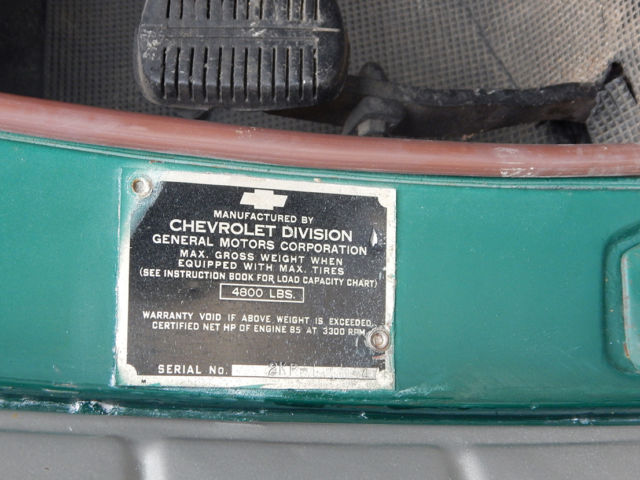 MANUFACTURED BY
CHEVROLET DIVISION
GENERAL MOTORS CORPORATION
MAX. GROSS WEIGHT WHEN
EQUIPPED WITH MAX. TIRES
(SEE INSTRUCTION BOOK FOR LOAD CAPACITY CHART)
4800 LBS.
WARRANTY VOID IF ABOVE WEIGHT IS EXCEEDED
CERTIFIED NET HP OF ENGINE 85 AT 3300 RPM
SERIAL NO.